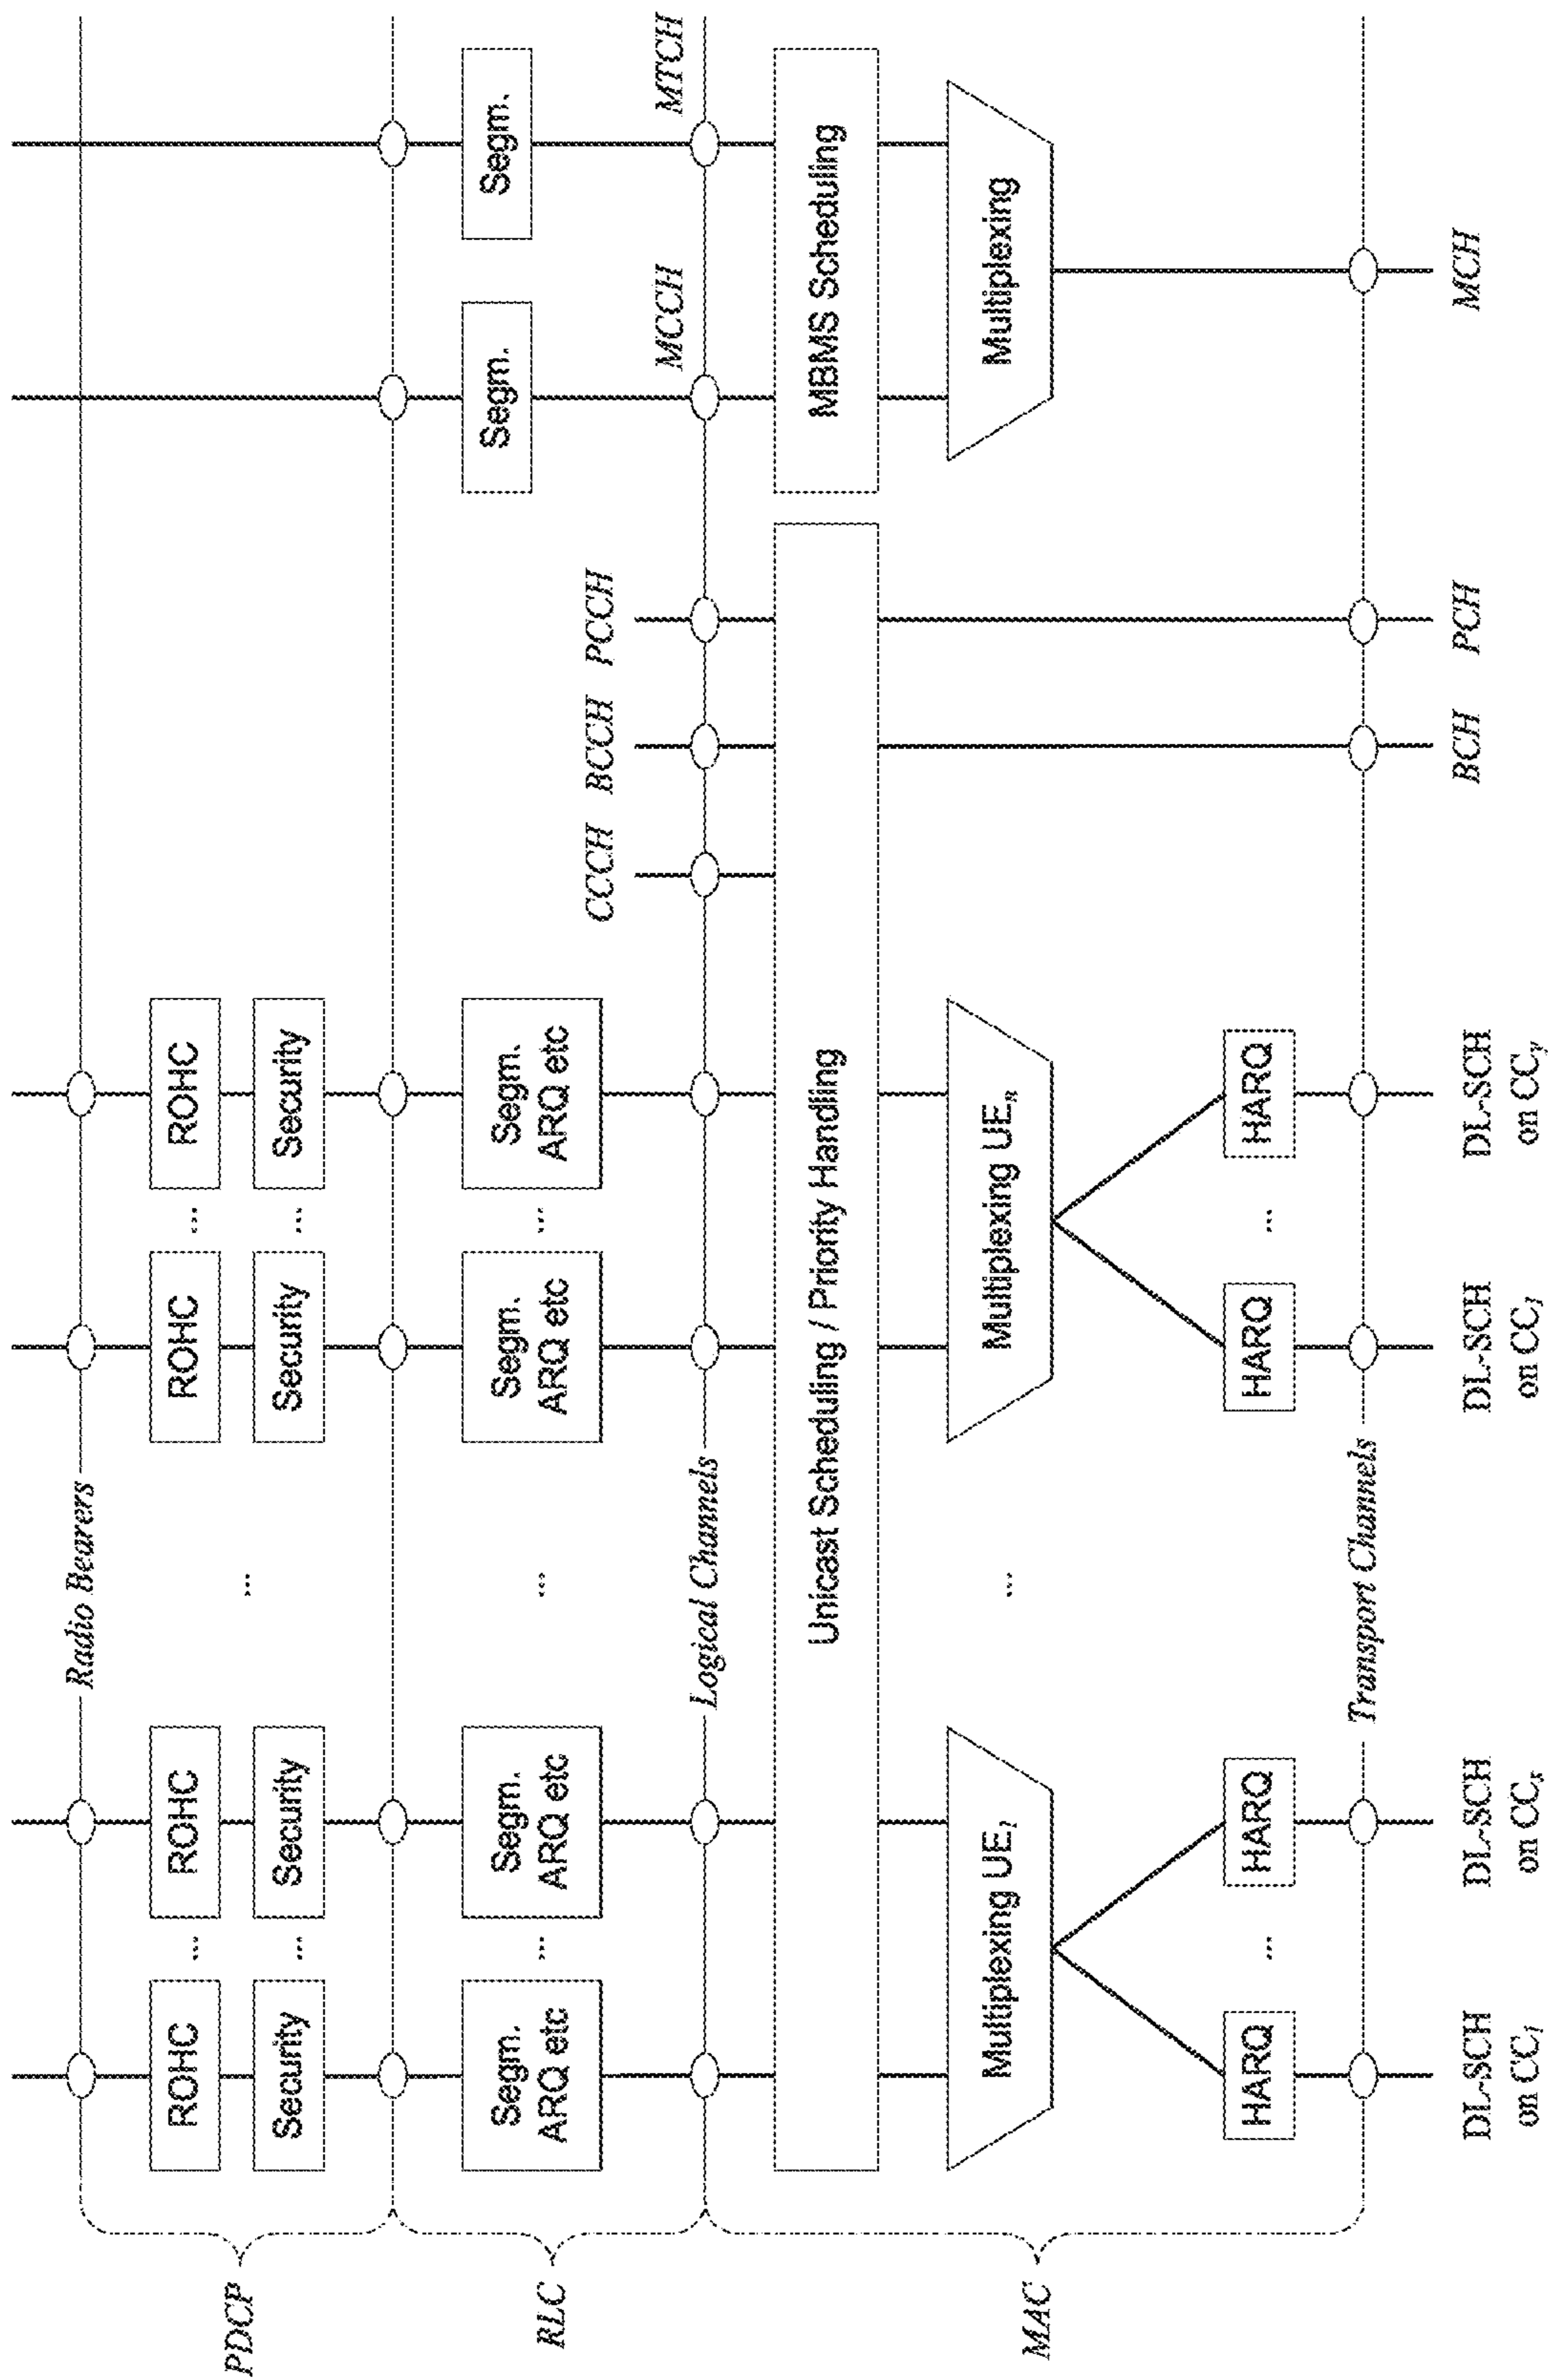 Radio Bearers
PDCP
ROHC
...
ROHC
ROHC
...
ROHC
...
Security
...
Security
Security
...
Security
RLC
Segm.
ARQ etc
...
Segm.
ARQ etc
...
Segm.
ARQ etc
...
Segm.
ARQ etc
Segm.
Segm.
CCCH
BCCH
PCCH
MCCH
MTCH
Logical Channels
MAC
Unicast Scheduling / Priority Handling
MBMS Scheduling
Multiplexing UE1
...
Multiplexing UEn
Multiplexing
HARQ
...
HARQ
HARQ
...
HARQ
Transport Channels
DL-SCH
on CC1
DL-SCH
on CCx
DL-SCH
on CC1
DL-SCH
on CCy
BCH
PCH
MCH